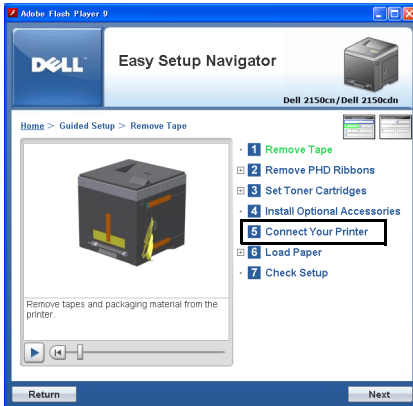 Adobe Flash Player 9
DELL
Easy Setup Navigator
Dell 2150cn/Dell 2150cdn
Home > Guided Setup > Remove Tape
1 Remove Tape
2 Remove PHD Ribbons
3 Set Toner Cartridges
4 Install Optional Accessories
5 Connect Your Printer
6 Load Paper
7 Check Setup
Remove tapes and packaging material from the
printer.
Return
Next